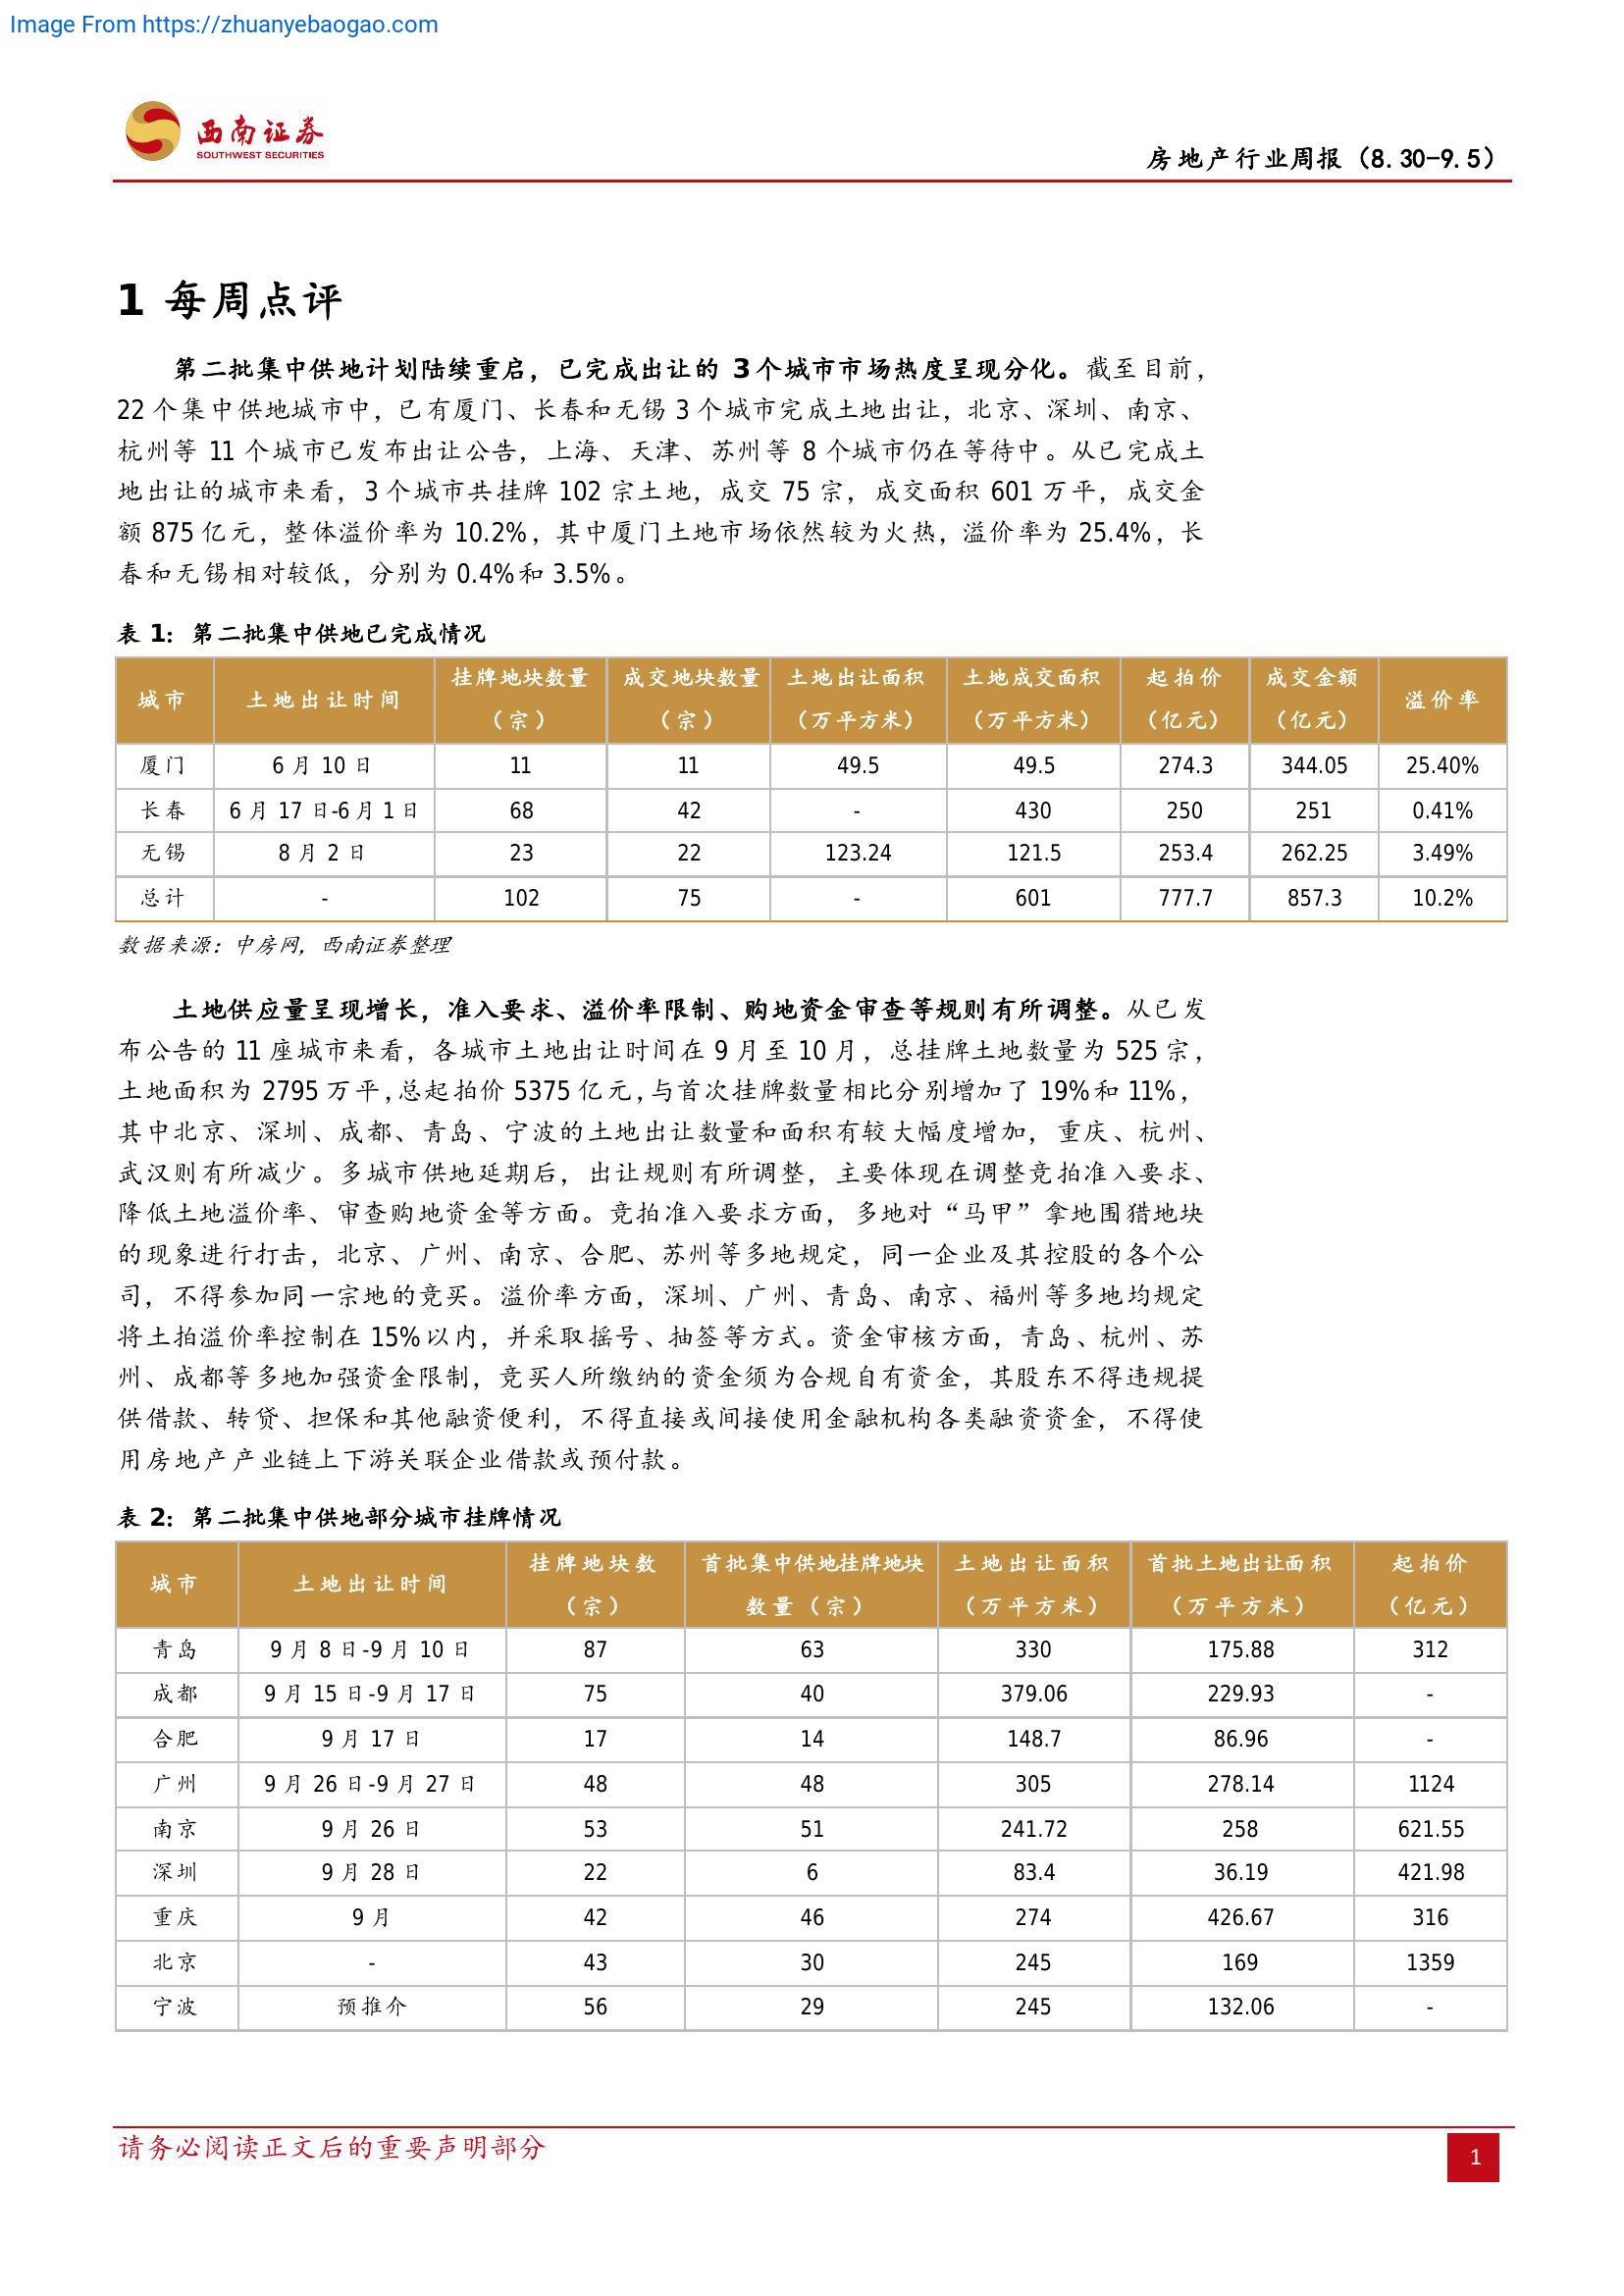 Image From https://zhuanyebaogao.com
西南证券
SOUTHWEST SECURITIES
房地产行业周报（8.30-9.5）
1 每周点评
第二批集中供地计划陆续重启，已完成出让的 3个城市市场热度呈现分化。截至目前，
22 个集中供地城市中，已有厦门、长春和无锡 3 个城市完成土地出让，北京、深圳、南京、
杭州等 11 个城市已发布出让公告，上海、天津、苏州等 8 个城市仍在等待中。从已完成土
地出让的城市来看，3 个城市共挂牌 102 宗土地，成交 75 宗，成交面积 601 万平，成交金
额 875 亿元，整体溢价率为 10.2%，其中厦门土地市场依然较为火热，溢价率为 25.4%，长
春和无锡相对较低，分别为 0.4%和 3.5%。
表 1：第二批集中供地已完成情况
城市 土地出让时间 挂牌地块数量（宗） 成交地块数量（宗） 土地出让面积（万平方米） 土地成交面积（万平方米） 起拍价（亿元） 成交金额（亿元） 溢价率
厦门 6 月 10 日 11 11 49.5 49.5 274.3 344.05 25.40%
长春 6 月 17 日-6 月 1 日 68 42 - 430 250 251 0.41%
无锡 8 月 2 日 23 22 123.24 121.5 253.4 262.25 3.49%
总计 - 102 75 - 601 777.7 857.3 10.2%
数据来源：中房网，西南证券整理
土地供应量呈现增长，准入要求、溢价率限制、购地资金审查等规则有所调整。从已发
布公告的 11 座城市来看，各城市土地出让时间在 9 月至 10 月，总挂牌土地数量为 525 宗，
土地面积为 2795 万平，总起拍价 5375 亿元，与首次挂牌数量相比分别增加了 19%和 11%，
其中北京、深圳、成都、青岛、宁波的土地出让数量和面积有较大幅度增加，重庆、杭州、
武汉则有所减少。多城市供地延期后，出让规则有所调整，主要体现在调整竞拍准入要求、
降低土地溢价率、审查购地资金等方面。竞拍准入要求方面，多地对“马甲”拿地围猎地块
的现象进行打击，北京、广州、南京、合肥、苏州等多地规定，同一企业及其控股的各个公
司，不得参加同一宗地的竞买。溢价率方面，深圳、广州、青岛、南京、福州等多地均规定
将土拍溢价率控制在 15%以内，并采取摇号、抽签等方式。资金审核方面，青岛、杭州、苏
州、成都等多地加强资金限制，竞买人所缴纳的资金须为合规自有资金，其股东不得违规提
供借款、转贷、担保和其他融资便利，不得直接或间接使用金融机构各类融资资金，不得使
用房地产产业链上下游关联企业借款或预付款。
表 2：第二批集中供地部分城市挂牌情况
城市 土地出让时间 挂牌地块数（宗） 首批集中供地挂牌地块数量（宗） 土地出让面积（万平方米） 首批土地出让面积（万平方米） 起拍价（亿元）
青岛 9 月 8 日-9 月 10 日 87 63 330 175.88 312
成都 9 月 15 日-9 月 17 日 75 40 379.06 229.93 -
合肥 9 月 17 日 17 14 148.7 86.96 -
广州 9 月 26 日-9 月 27 日 48 48 305 278.14 1124
南京 9 月 26 日 53 51 241.72 258 621.55
深圳 9 月 28 日 22 6 83.4 36.19 421.98
重庆 9 月 42 46 274 426.67 316
北京 - 43 30 245 169 1359
宁波 预推介 56 29 245 132.06 -
请务必阅读正文后的重要声明部分
1